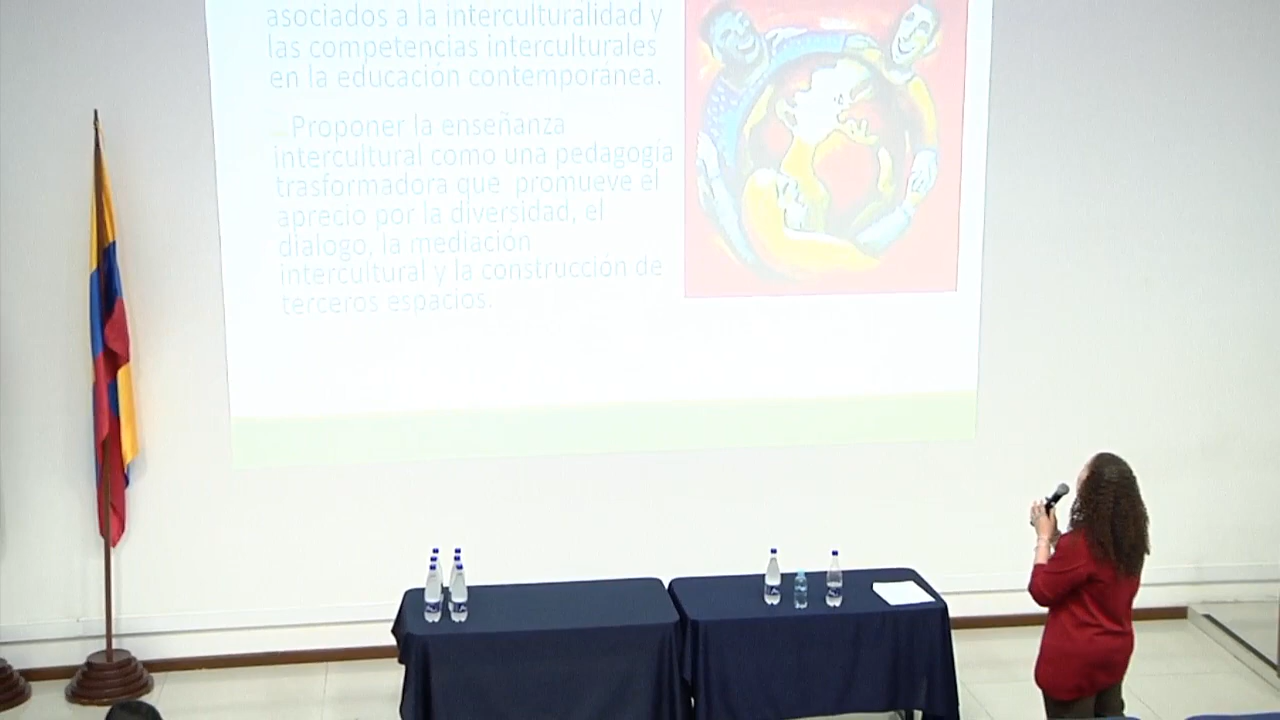 asociados a la interculturalidad y
las competencias interculturales
en la educación contemporánea.
Proponer la enseñanza
intercultural como una pedagogía
trasformadora que promueve el
aprecio por la diversidad, el
dialogo, la mediación
intercultural y la construcción de
terceros espacios.